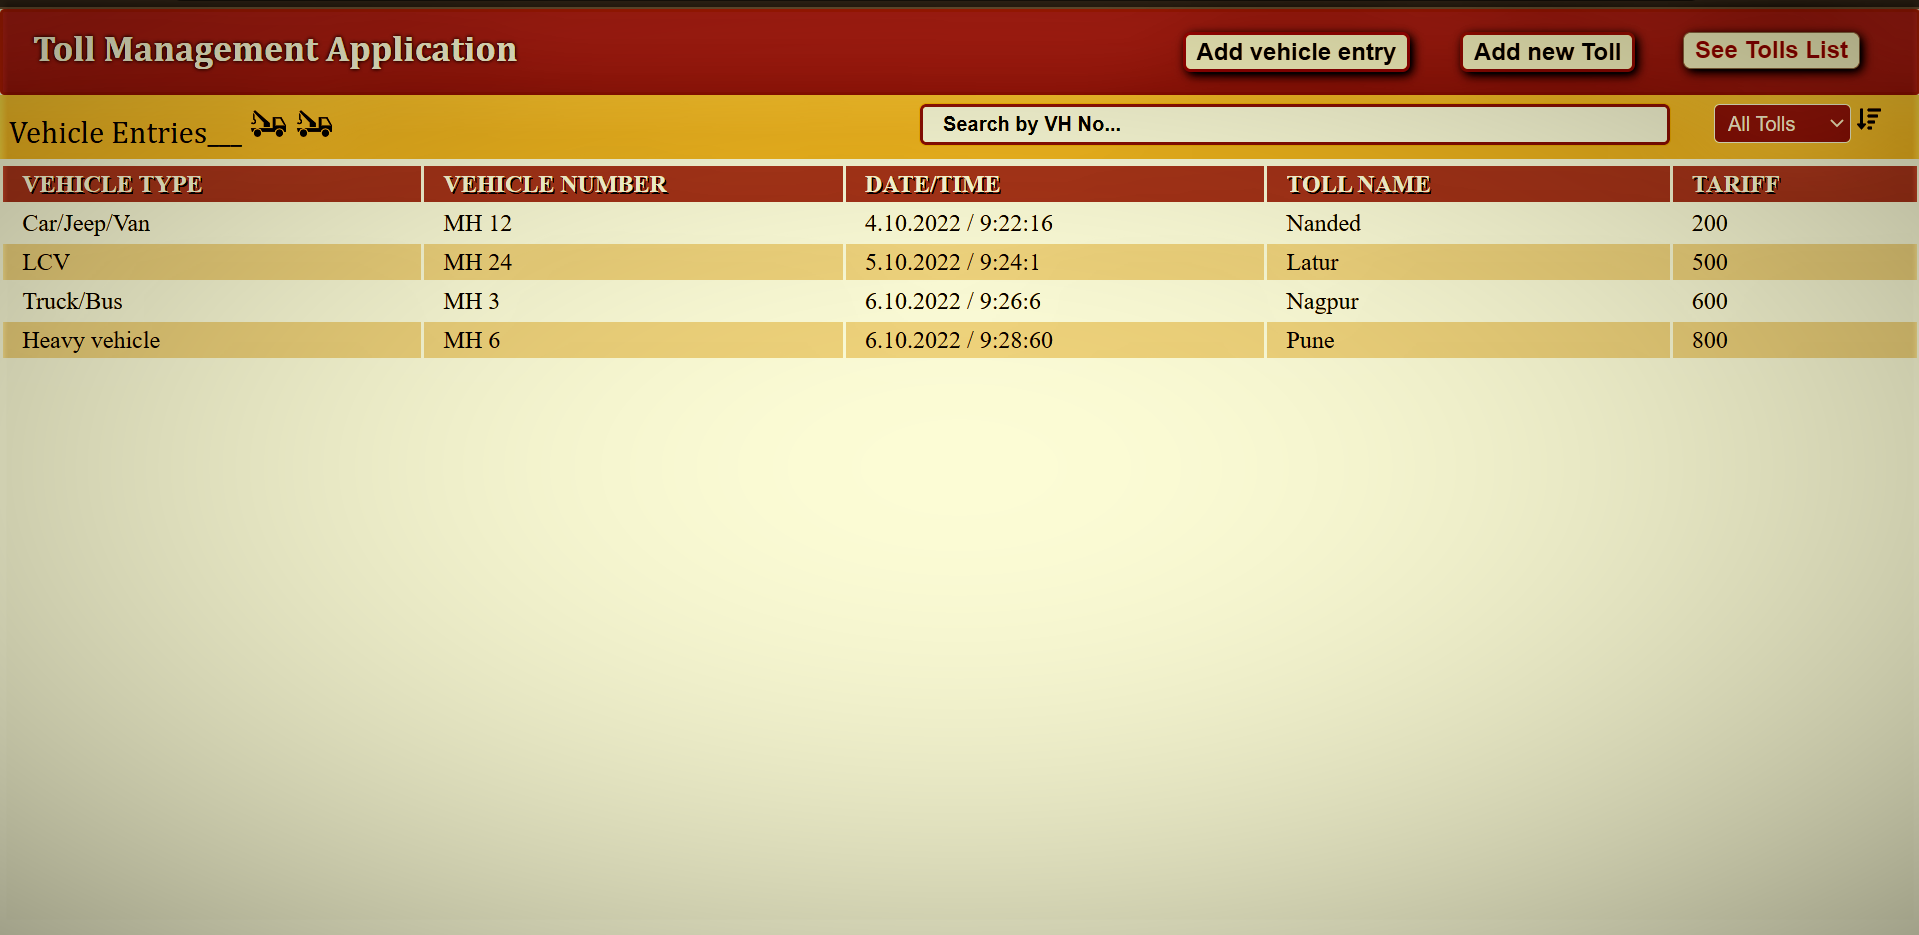 Toll Management Application
Add vehicle entry
Add new Toll
See Tolls List
Vehicle Entries__
Search by VH No...
All Tolls
VEHICLE TYPE VEHICLE NUMBER DATE/TIME TOLL NAME TARIFF
Car/Jeep/Van MH 12 4.10.2022 / 9:22:16 Nanded 200
LCV MH 24 5.10.2022 / 9:24:1 Latur 500
Truck/Bus MH 3 6.10.2022 / 9:26:6 Nagpur 600
Heavy vehicle MH 6 6.10.2022 / 9:28:60 Pune 800